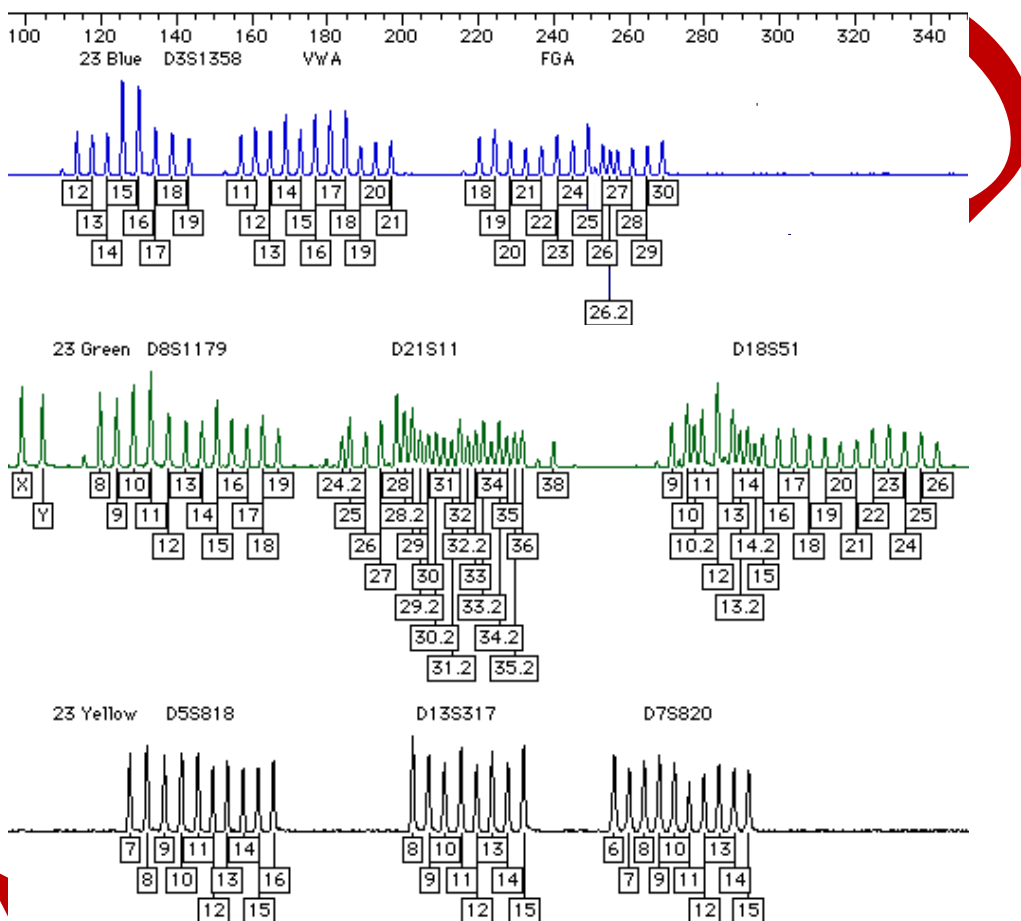 100 120 140 160 180 200 220 240 260 280 300 320 340
23 Blue D3S1358 VWA FGA
12 15 18 11 14 17 20 18 21 24 27 30
13 16 19 12 15 18 21 19 22 25 28
14 17 13 16 19 20 23 26 29
26.2
23 Green D8S1179 D21S11 D18S51
X 8 10 13 16 19 24.2 28 31 34 38 9 11 14 17 20 23 26
Y 9 11 14 17 25 28.2 32 35 10 13 16 19 22 25
12 15 18 26 29 32.2 36 10.2 14.2 18 21 24
27 30 33 12 15
29.2 33.2 13.2
30.2 34.2
31.2 35.2
23 Yellow D5S818 D13S317 D7S820
7 9 11 14 8 10 13 6 8 10 13
8 10 13 16 9 11 14 7 9 11 14
12 15 12 15 12 15